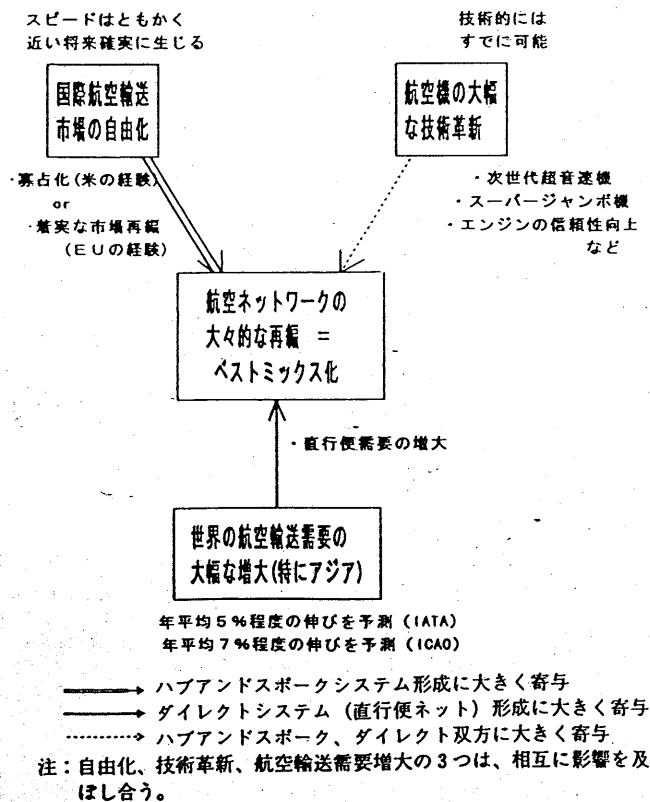 スピードはともかく
近い将来確実に生じる
技術的には
すでに可能
国際航空輸送
市場の自由化
航空機の大幅
な技術革新
・寡占化(米の経験)
or
・着実な市場再編
(EUの経験)
・次世代超音速機
・スーパージャンボ機
・エンジンの信頼性向上
など
航空ネットワークの
大々的な再編 =
ベストミックス化
・直行便需要の増大
世界の航空輸送需要の
大幅な増大(特にアジア)
年平均5%程度の伸びを予測(IATA)
年平均7%程度の伸びを予測(ICAO)
ハブアンドスポークシステム形成に大きく寄与
ダイレクトシステム(直行便ネット)形成に大きく寄与
ハブアンドスポーク、ダイレクト双方に大きく寄与
注:自由化、技術革新、航空輸送需要増大の3つは、相互に影響を及
ぼし合う。